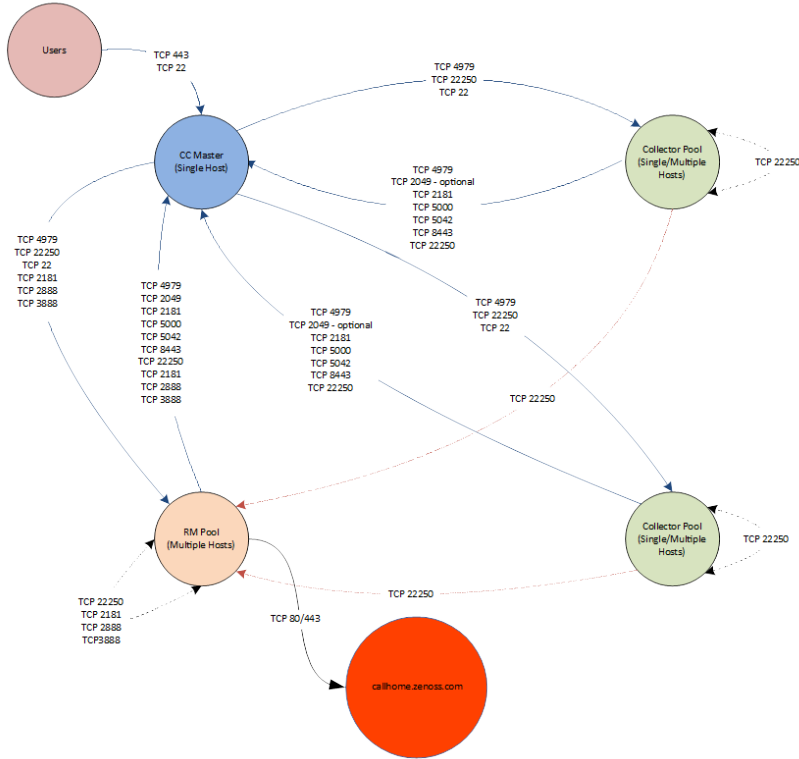 Users
TCP 443
TCP 22
TCP 4979
TCP 22250
TCP 22
CC Master
(Single Host)
Collector Pool
(Single/Multiple
Hosts)
TCP 22250
TCP 4979
TCP 2049 - optional
TCP 2181
TCP 5000
TCP 5042
TCP 8443
TCP 22250
TCP 4979
TCP 22250
TCP 22
TCP 2181
TCP 2888
TCP 3888
TCP 4979
TCP 2049
TCP 2181
TCP 5000
TCP 5042
TCP 8443
TCP 22250
TCP 2181
TCP 2888
TCP 3888
TCP 4979
TCP 2049 - optional
TCP 2181
TCP 5000
TCP 5042
TCP 8443
TCP 22250
TCP 4979
TCP 22250
TCP 22
TCP 22250
RM Pool
(Multiple Hosts)
Collector Pool
(Single/Multiple
Hosts)
TCP 22250
TCP 22250
TCP 2181
TCP 2888
TCP3888
TCP 22250
TCP 80/443
callhome.zenoss.com